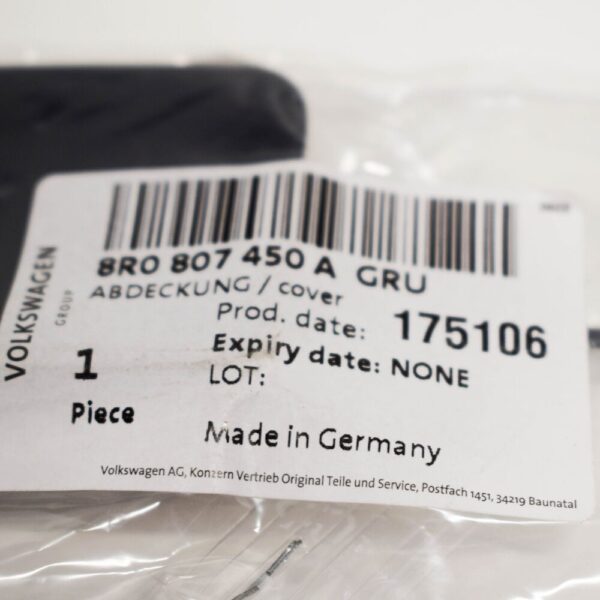 8R0 807 450 A GRU
ABDECKUNG / cover
Prod. date: 175106
Expiry date: NONE
LOT:
1
Piece
Made in Germany
VOLKSWAGEN
GROUP
Volkswagen AG, Konzern Vertrieb Original Teile und Service, Postfach 1451, 34219 Baunatal